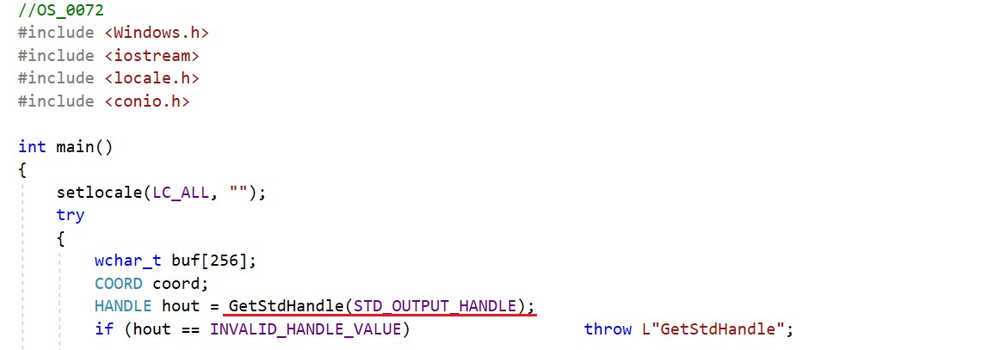 //OS_0072
#include <Windows.h>
#include <iostream>
#include <locale.h>
#include <conio.h>
int main()
{
setlocale(LC_ALL, "");
try
{
wchar_t buf[256];
COORD coord;
HANDLE hout = GetStdHandle(STD_OUTPUT_HANDLE);
if (hout == INVALID_HANDLE_VALUE) throw L"GetStdHandle";